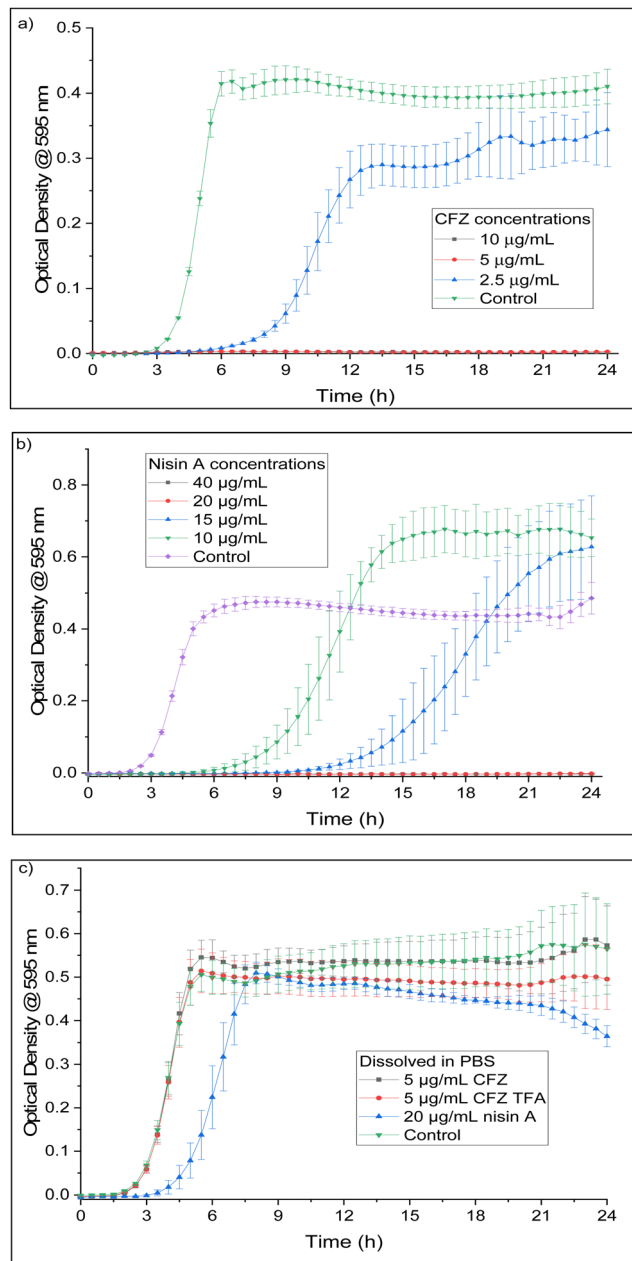 a)
0.5
0.4
0.3
0.2
0.1
0.0
Optical Density @ 595 nm
CFZ concentrations
10 µg/mL
5 µg/mL
2.5 µg/mL
Control
0 3 6 9 12 15 18 21 24
Time (h)
b)
0.8
0.6
0.4
0.2
0.0
Optical Density @ 595 nm
Nisin A concentrations
40 µg/mL
20 µg/mL
15 µg/mL
10 µg/mL
Control
0 3 6 9 12 15 18 21 24
Time (h)
c)
0.7
0.6
0.5
0.4
0.3
0.2
0.1
0.0
Optical Density @ 595 nm
Dissolved in PBS
5 µg/mL CFZ
5 µg/mL CFZ TFA
20 µg/mL nisin A
Control
0 3 6 9 12 15 18 21 24
Time (h)